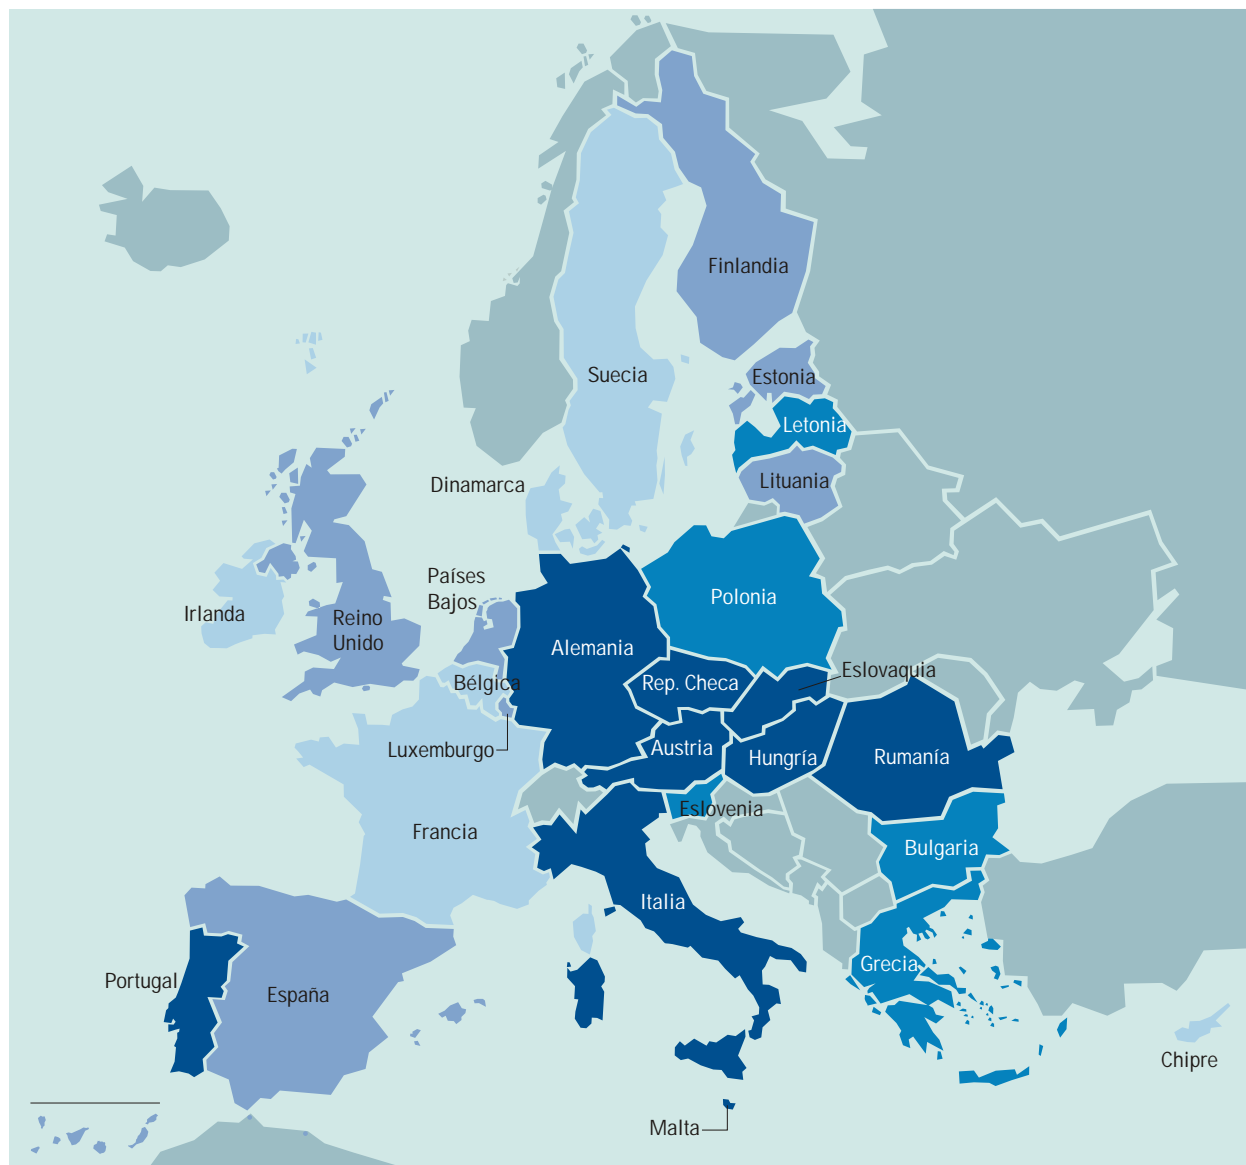 Finlandia
Suecia
Estonia
Letonia
Dinamarca
Lituania
Países
Bajos
Polonia
Irlanda
Reino
Unido
Alemania
Eslovaquia
Bélgica
Rep. Checa
Luxemburgo
Austria
Hungría
Rumanía
Eslovenia
Francia
Bulgaria
Italia
Grecia
Portugal
España
Chipre
Malta